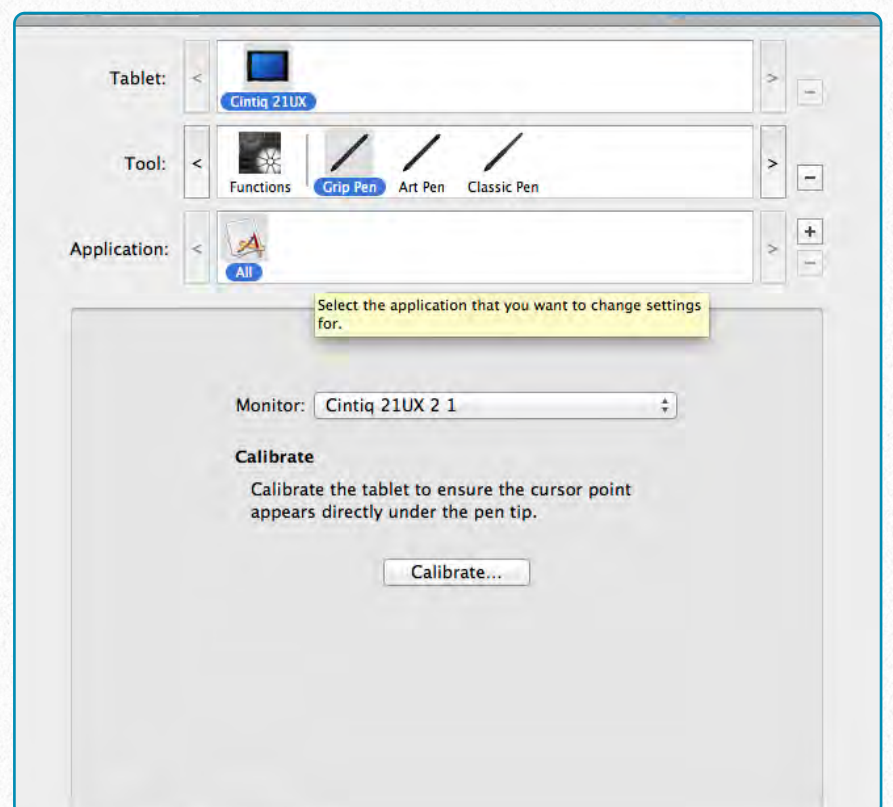 Tablet:
<
Cintiq 21UX
>
−
Tool:
<
Functions
Grip Pen
Art Pen
Classic Pen
>
−
Application:
<
All
>
+
−
Select the application that you want to change settings
for.
Monitor: Cintiq 21UX 2 1
Calibrate
Calibrate the tablet to ensure the cursor point
appears directly under the pen tip.
Calibrate...